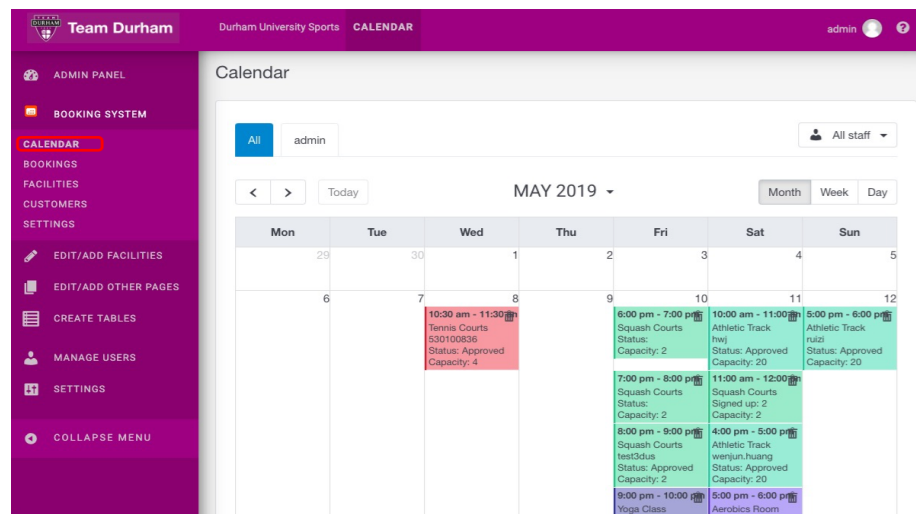 TEAM
DURHAM
Team Durham
Durham University Sports CALENDAR
admin
ADMIN PANEL
BOOKING SYSTEM
CALENDAR
BOOKINGS
FACILITIES
CUSTOMERS
SETTINGS
EDIT/ADD FACILITIES
EDIT/ADD OTHER PAGES
CREATE TABLES
MANAGE USERS
SETTINGS
COLLAPSE MENU
Calendar
All admin
All staff
< > Today
MAY 2019
Month Week Day
Mon Tue Wed Thu Fri Sat Sun
29 30 1 2 3 4 5
6 7 8 9 10 11 12
10:30 am - 11:30 am
Tennis Courts
530100836
Status: Approved
Capacity: 4
6:00 pm - 7:00 pm
Squash Courts
Status:
Capacity: 2
7:00 pm - 8:00 pm
Squash Courts
Status:
Capacity: 2
8:00 pm - 9:00 pm
Squash Courts
test3dus
Status: Approved
Capacity: 2
9:00 pm - 10:00 pm
Yoga Class
10:00 am - 11:00 am
Athletic Track
hwj
Status: Approved
Capacity: 20
11:00 am - 12:00 pm
Squash Courts
Signed up: 2
Capacity: 2
4:00 pm - 5:00 pm
Athletic Track
wenjun.huang
Status: Approved
Capacity: 20
5:00 pm - 6:00 pm
Aerobics Room
5:00 pm - 6:00 pm
Athletic Track
ruizi
Status: Approved
Capacity: 20